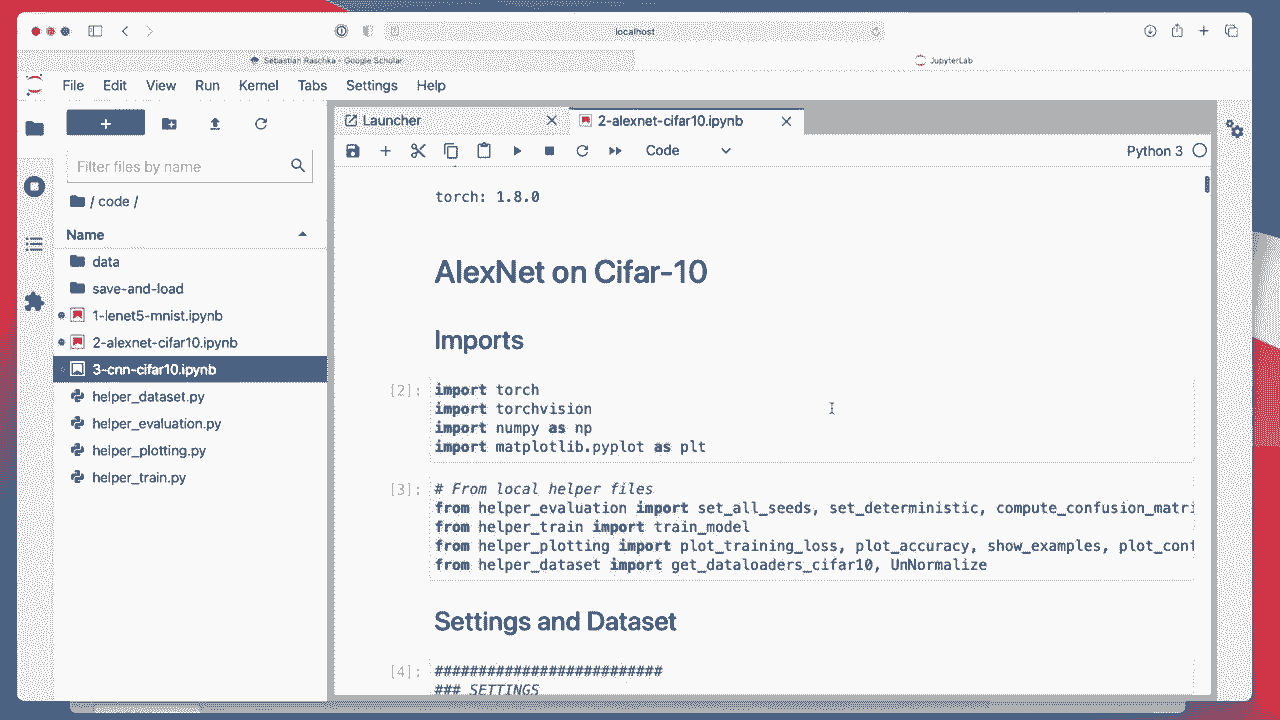 localhost
Sebastian Raschka - Google Scholar
JupyterLab
File Edit View Run Kernel Tabs Settings Help
Launcher
2-alexnet-cifar10.ipynb
Code
Python 3
Filter files by name
/ code /
Name
data
save-and-load
1-lenet5-mnist.ipynb
2-alexnet-cifar10.ipynb
3-cnn-cifar10.ipynb
helper_dataset.py
helper_evaluation.py
helper_plotting.py
helper_train.py
torch: 1.8.0
AlexNet on Cifar-10
Imports
[2]:
import torch
import torchvision
import numpy as np
import matplotlib.pyplot as plt
[3]:
# From local helper files
from helper_evaluation import set_all_seeds, set_deterministic, compute_confusion_matri
from helper_train import train_model
from helper_plotting import plot_training_loss, plot_accuracy, show_examples, plot_conf
from helper_dataset import get_dataloaders_cifar10, UnNormalize
Settings and Dataset
[4]:
##########################
### SETTINGS